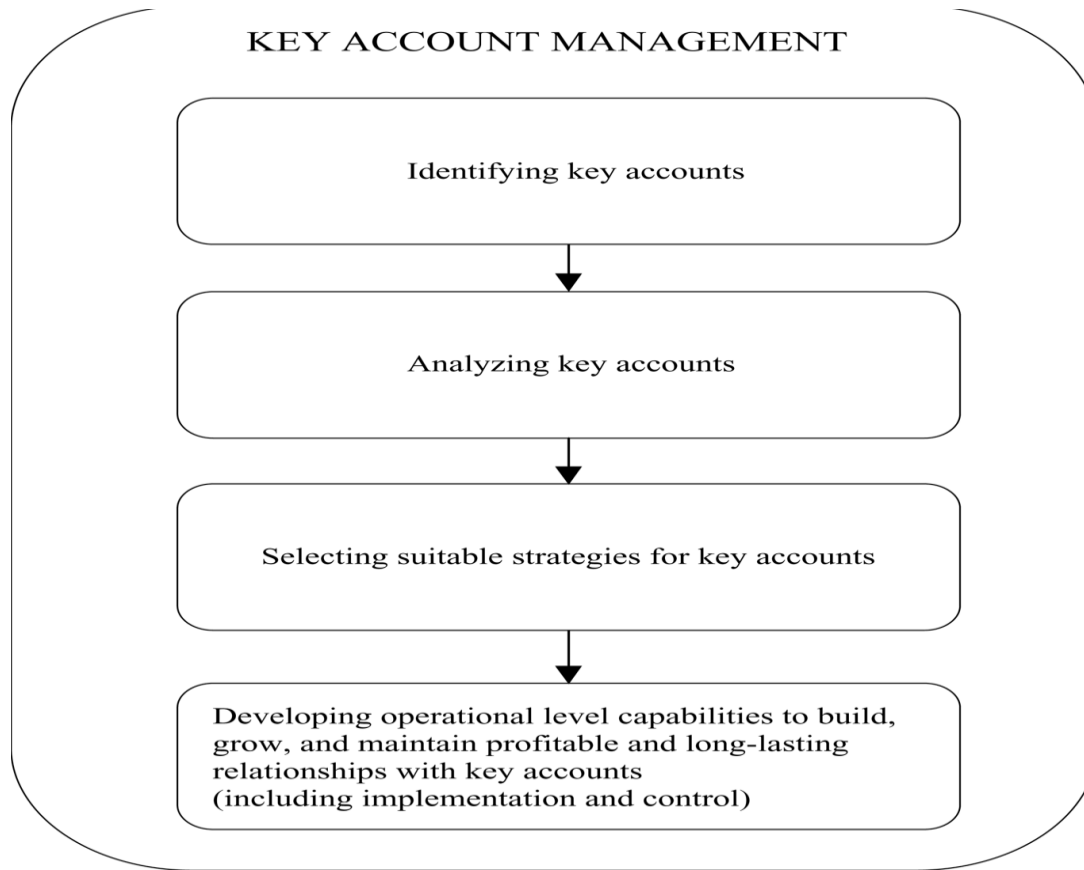 KEY ACCOUNT MANAGEMENT
Identifying key accounts
Analyzing key accounts
Selecting suitable strategies for key accounts
Developing operational level capabilities to build,
grow, and maintain profitable and long-lasting
relationships with key accounts
(including implementation and control)